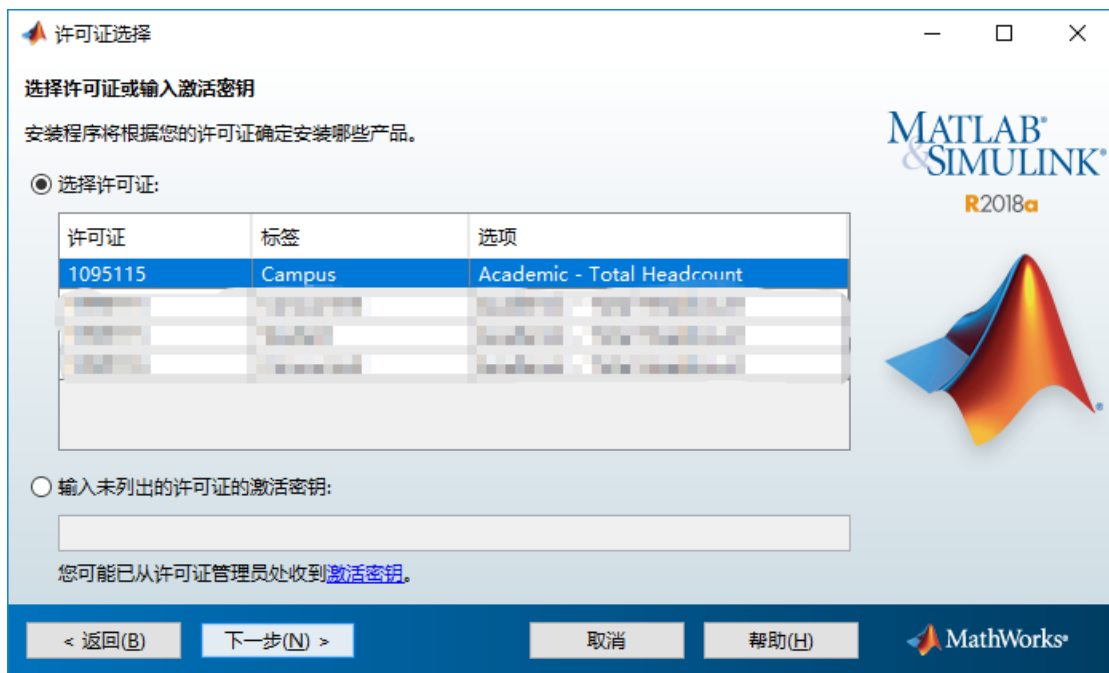 许可证选择
选择许可证或输入激活密钥
安装程序将根据您的许可证确定安装哪些产品。
MATLAB®
&SIMULINK®
R2018a
选择许可证:
许可证 标签 选项
1095115 Campus Academic - Total Headcount
输入未列出的许可证的激活密钥:
您可能已从许可证管理员处收到激活密钥。
< 返回(B) 下一步(N) > 取消 帮助(H) MathWorks®